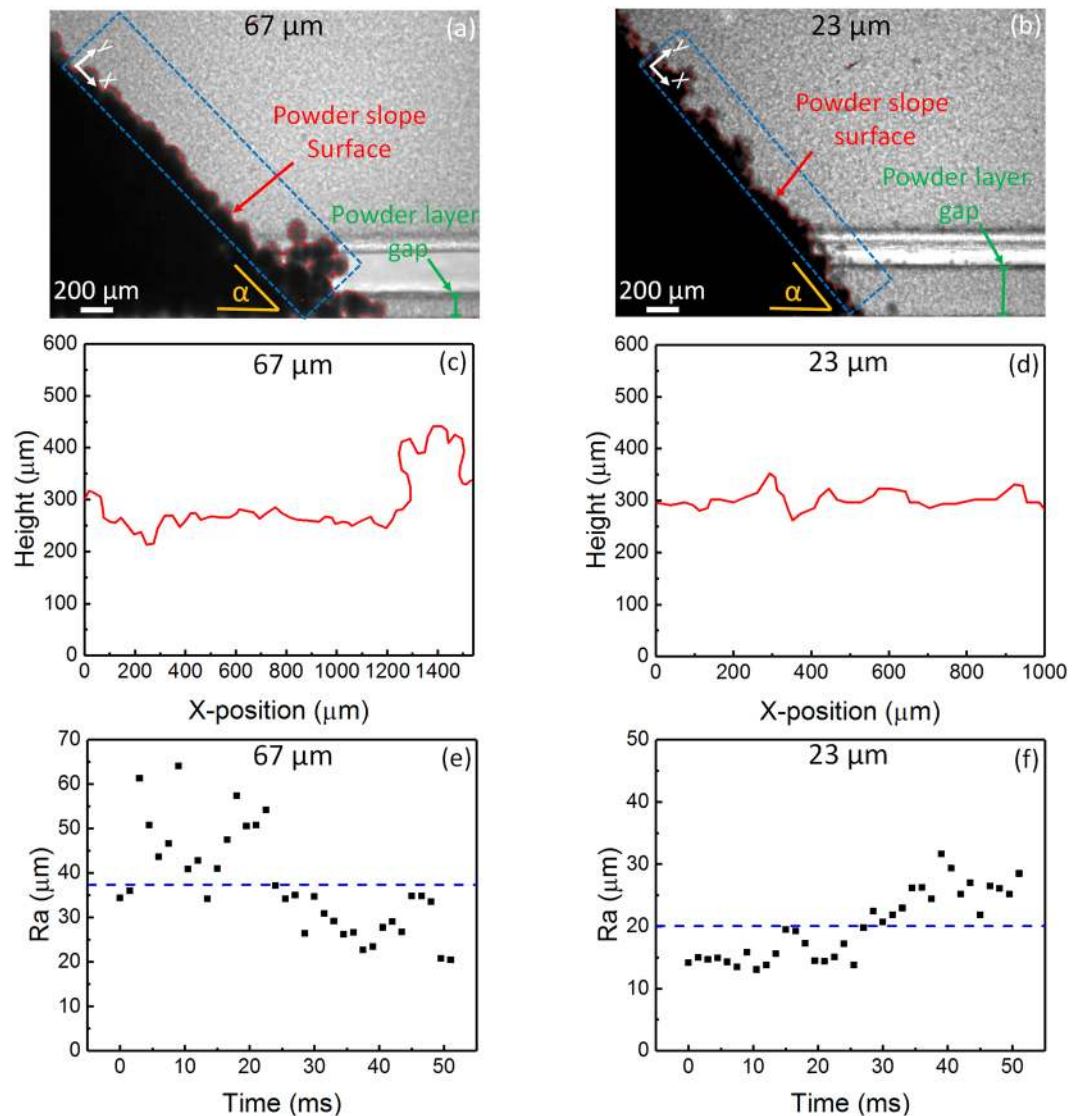 67 μm
(a)
y
X
Powder slope
Surface
Powder layer
gap
α
200 μm
23 μm
(b)
y
X
Powder slope
surface
Powder layer
gap
α
200 μm
67 μm
(c)
600
500
400
300
200
100
0
Height (μm)
0 200 400 600 800 1000 1200 1400
X-position (μm)
23 μm
(d)
600
500
400
300
200
100
0
Height (μm)
0 200 400 600 800 1000
X-position (μm)
67 μm
(e)
70
60
50
40
30
20
10
0
Ra (μm)
0 10 20 30 40 50
Time (ms)
23 μm
(f)
50
40
30
20
10
0
Ra (μm)
0 10 20 30 40 50
Time (ms)